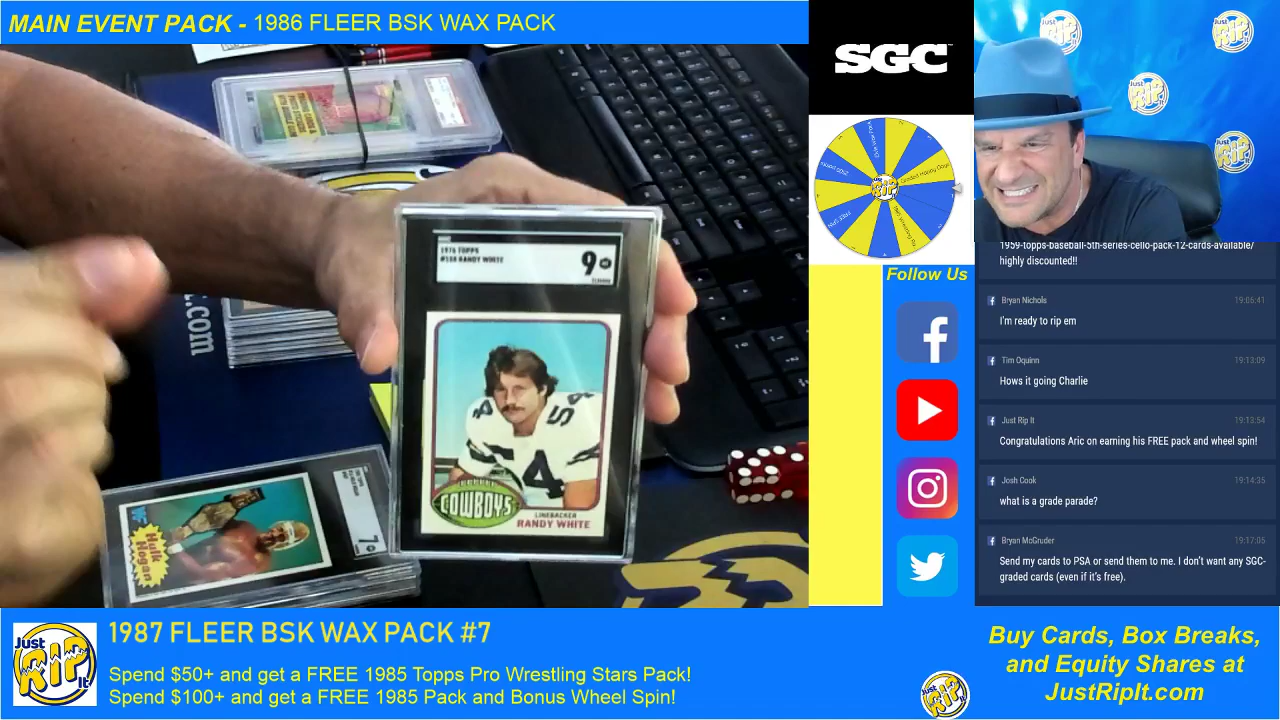 MAIN EVENT PACK - 1986 FLEER BSK WAX PACK
SGC
1976 TOPPS
#158 RANDY WHITE
9
54
54
COWBOYS
LINEBACKER
RANDY WHITE
Hulk
Hogan
7
.com
Just
RIP
It
FREE SPIN
Follow Us
1959-topps-baseball-5th-series-cello-pack-12-cards-available/
highly discounted!!
Bryan Nichols 19:06:41
I'm ready to rip em
Tim Oquinn 19:13:09
Hows it going Charlie
Just Rip It 19:13:54
Congratulations Aric on earning his FREE pack and wheel spin!
Josh Cook 19:14:35
what is a grade parade?
Bryan McGruder 19:17:05
Send my cards to PSA or send them to me. I don't want any SGC-
graded cards (even if it's free).
1987 FLEER BSK WAX PACK #7
Spend $50+ and get a FREE 1985 Topps Pro Wrestling Stars Pack!
Spend $100+ and get a FREE 1985 Pack and Bonus Wheel Spin!
Just
RIP
It
Buy Cards, Box Breaks,
and Equity Shares at
JustRipIt.com